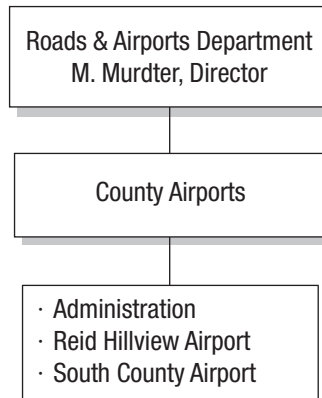 Roads & Airports Department
M. Murdter, Director
County Airports
· Administration
· Reid Hillview Airport
· South County Airport